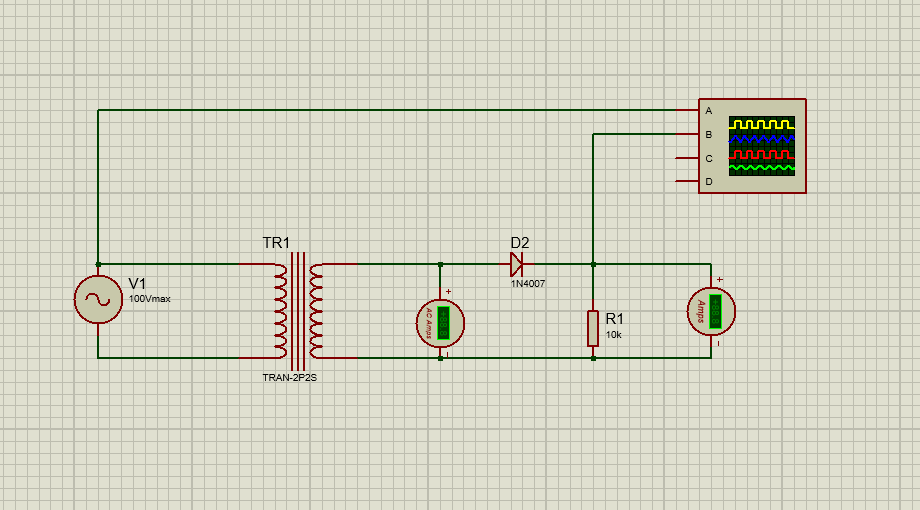 A
B
C
D
TR1
D2
V1
100Vmax
1N4007
+
+
AC Amps
Amps
R1
10k
TRAN-2P2S